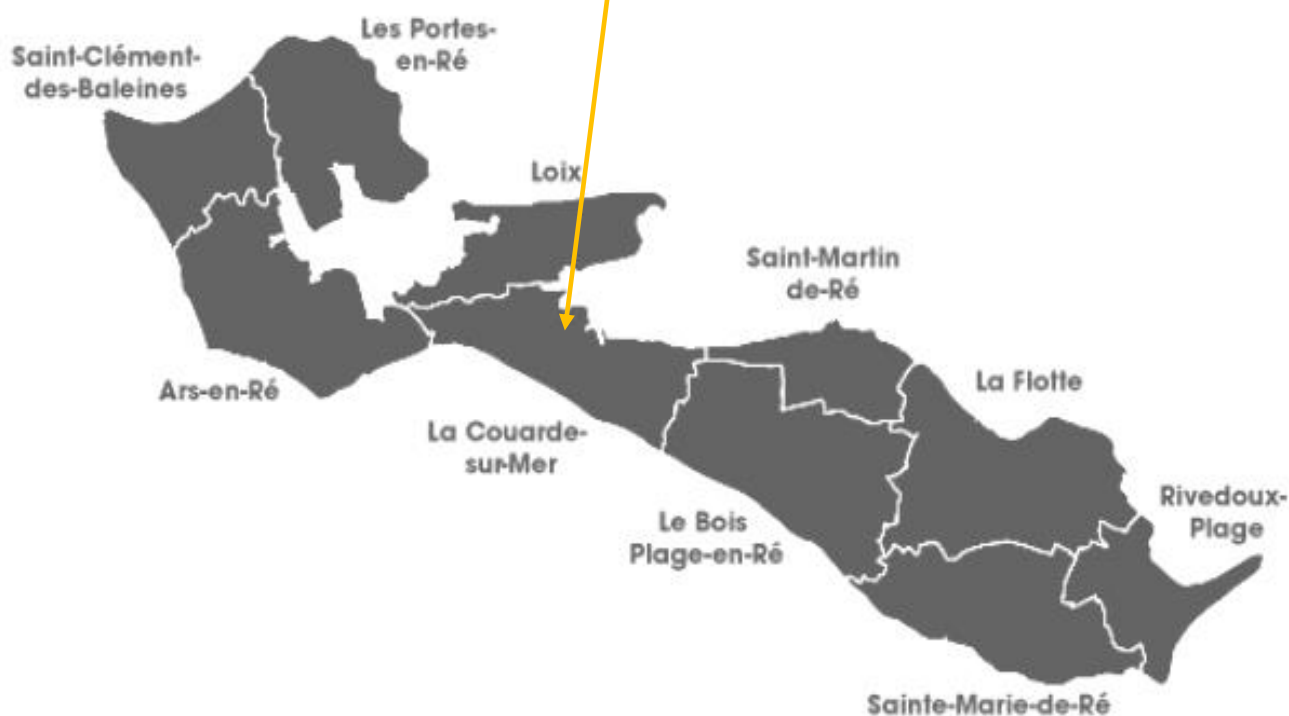 Les Portes-
en-Ré
Saint-Clément-
des-Baleines
Loix
Saint-Martin
de-Ré
Ars-en-Ré
La Flotte
La Couarde-
sur-Mer
Le Bois
Plage-en-Ré
Rivedoux-
Plage
Sainte-Marie-de-Ré